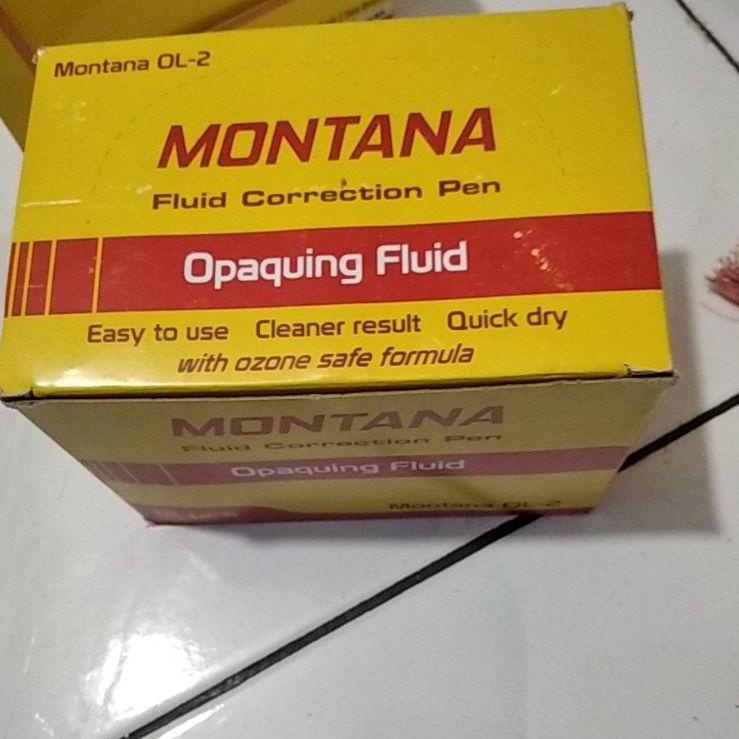 Montana OL-2
MONTANA
Fluid Correction Pen
Opaquing Fluid
Easy to use Cleaner result Quick dry
with ozone safe formula
MONTANA
Fluid Correction Pen
Opaquing Fluid
Montana OL-2